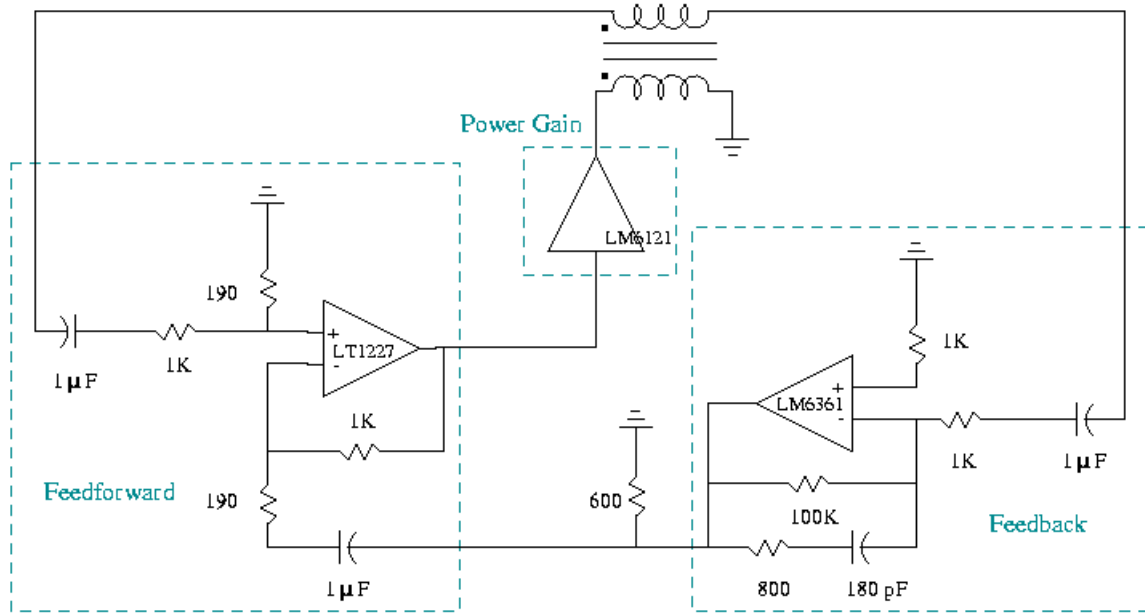 Power Gain
LM6121
190
+
LT1227
-
1K
1μF
1K
190
Feedforward
1μF
1K
+
LM6361
-
1K
1μF
600
100K
Feedback
800
180 pF